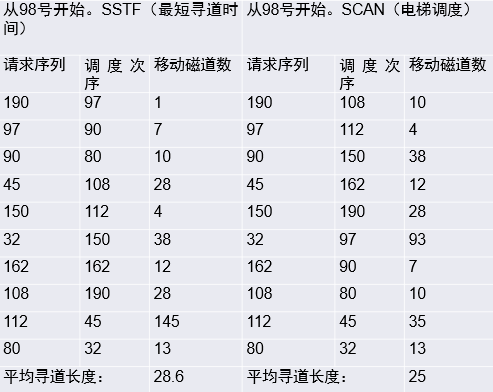 从98号开始。SSTF（最短寻道时间） 从98号开始。SCAN（电梯调度）
请求序列 调度次序 移动磁道数 请求序列 调度次序 移动磁道数
190 97 1 190 108 10
97 90 7 97 112 4
90 80 10 90 150 38
45 108 28 45 162 12
150 112 4 150 190 28
32 150 38 32 97 93
162 162 12 162 90 7
108 190 28 108 80 10
112 45 145 112 45 35
80 32 13 80 32 13
平均寻道长度： 28.6 平均寻道长度： 25